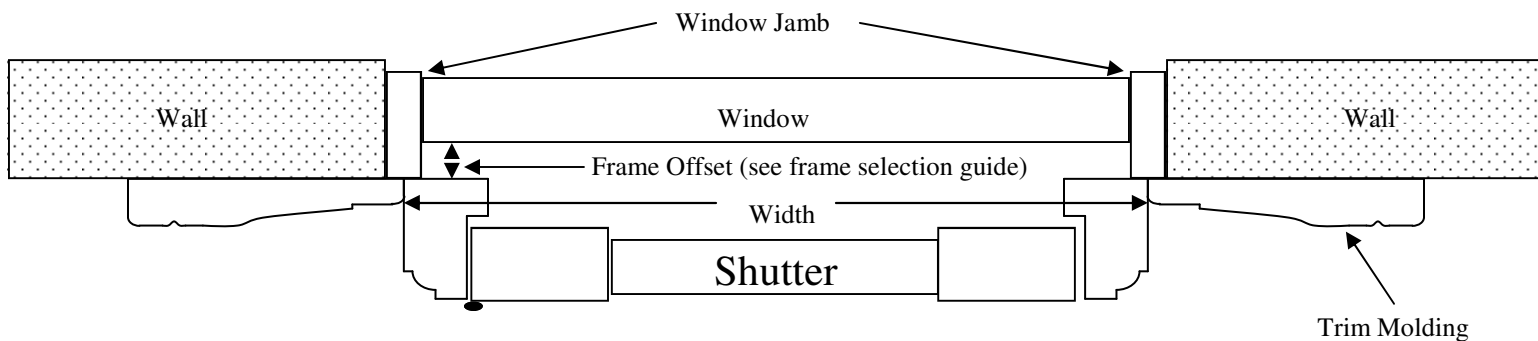 Window Jamb
Wall
Window
Wall
Frame Offset (see frame selection guide)
Width
Shutter
Trim Molding